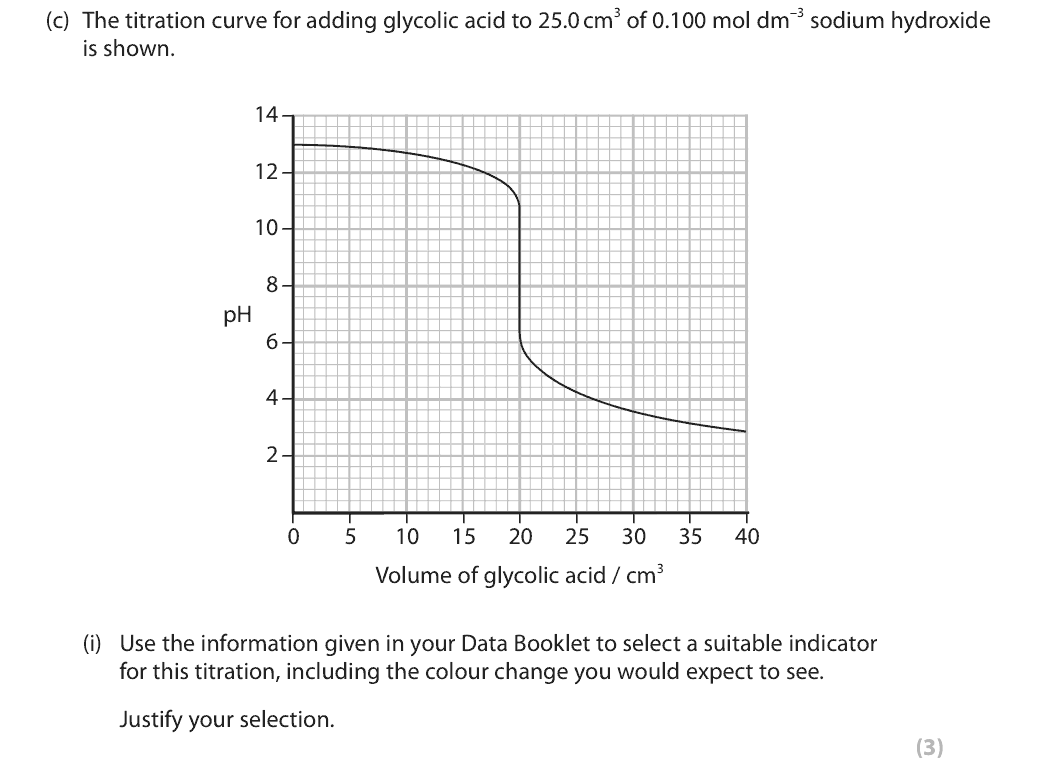 (c) The titration curve for adding glycolic acid to 25.0 cm³ of 0.100 mol dm⁻³ sodium hydroxide
is shown.
14
12
10
8
pH
6
4
2
0 5 10 15 20 25 30 35 40
Volume of glycolic acid / cm³
(i) Use the information given in your Data Booklet to select a suitable indicator
for this titration, including the colour change you would expect to see.
Justify your selection.
(3)